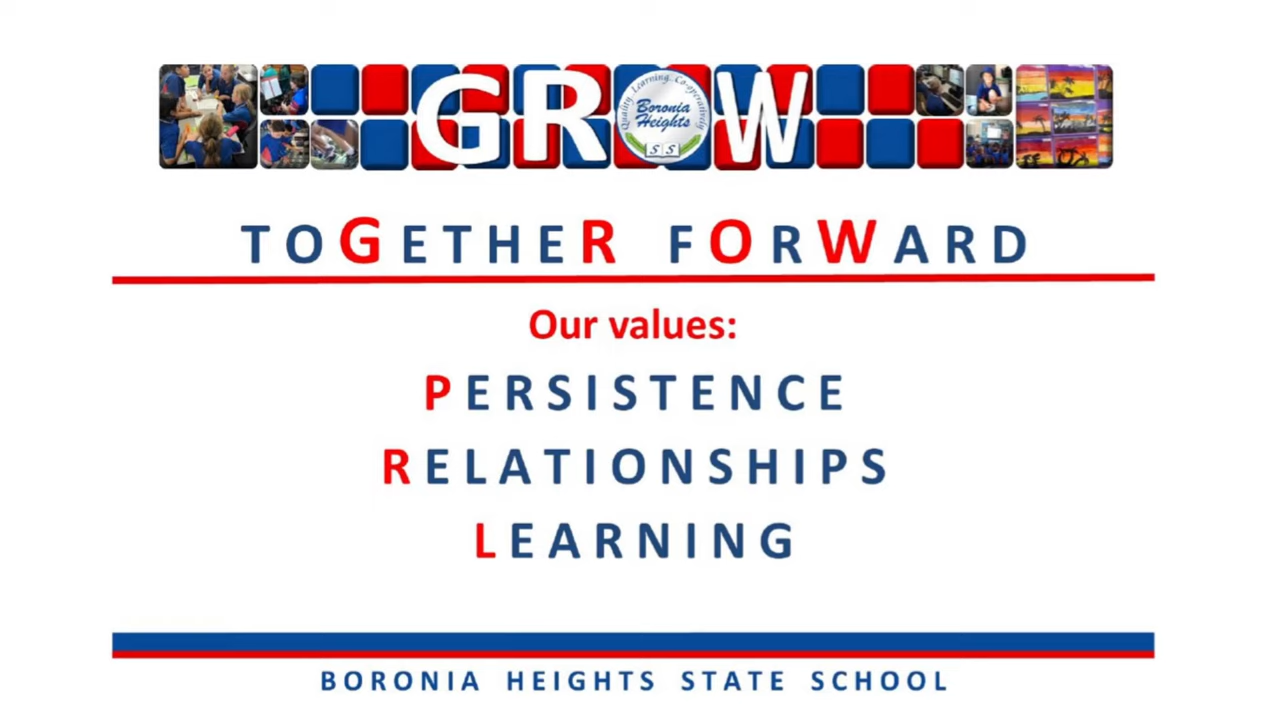 GROW
Quality Learning, Co-operatively
Boronia
Heights
S S
TOGETHER FORWARD
Our values:
PERSISTENCE
RELATIONSHIPS
LEARNING
BORONIA HEIGHTS STATE SCHOOL